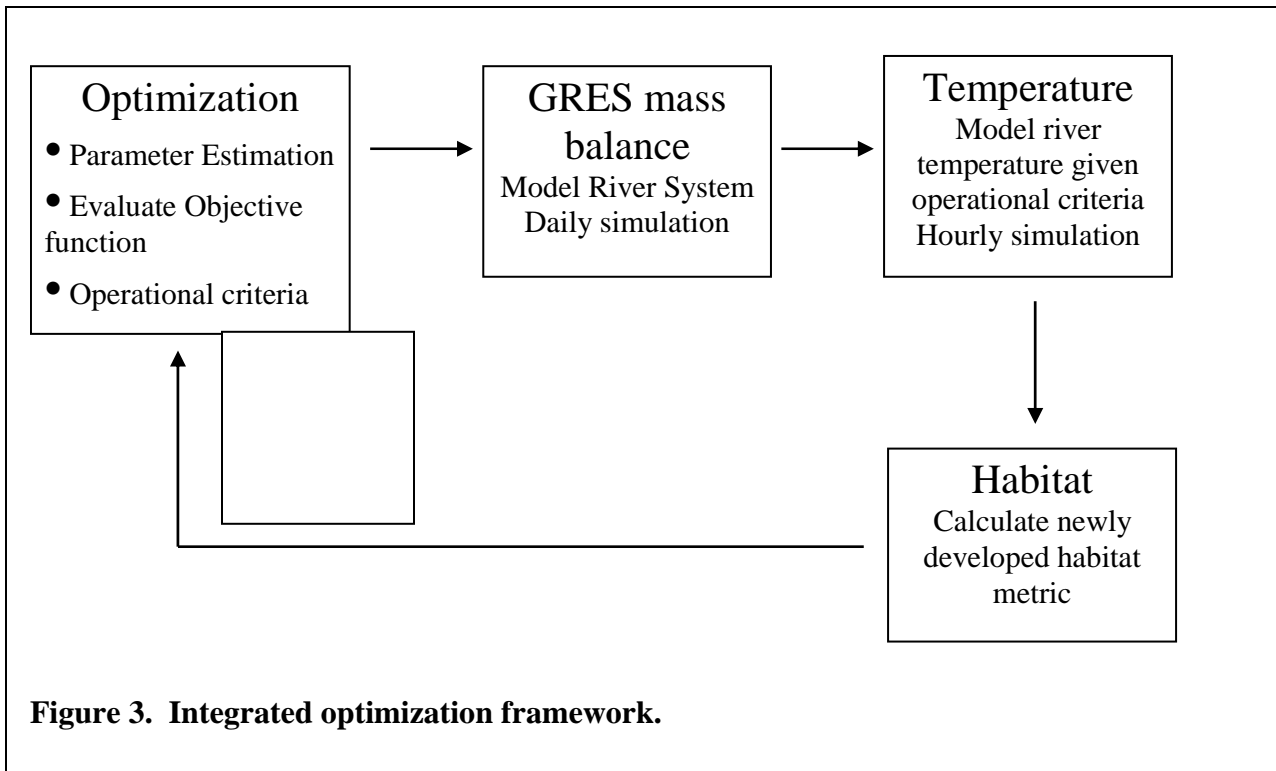 Optimization
• Parameter Estimation
• Evaluate Objective
function
• Operational criteria
GRES mass
balance
Model River System
Daily simulation
Temperature
Model river
temperature given
operational criteria
Hourly simulation
Habitat
Calculate newly
developed habitat
metric
Figure 3.  Integrated optimization framework.